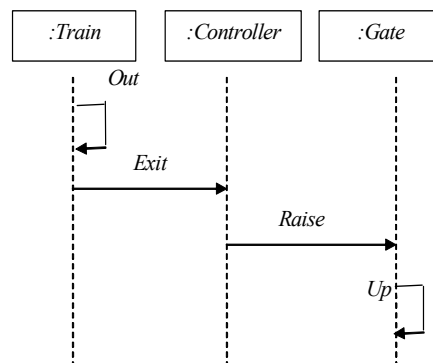 :Train
:Controller
:Gate
Out
Exit
Raise
Up